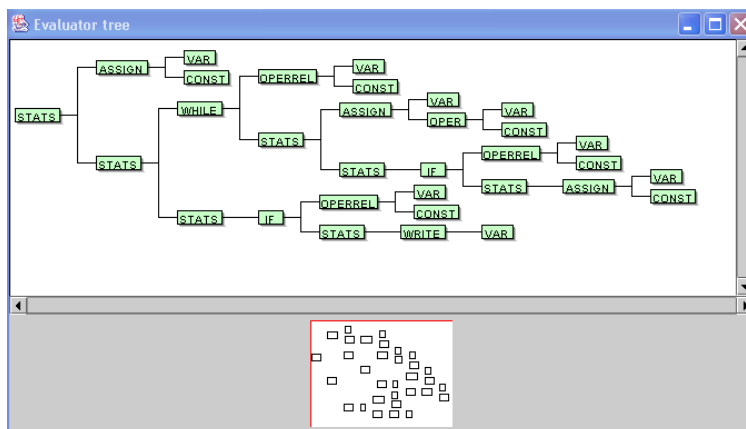 Evaluator tree
VAR
ASSIGN VAR
CONST OPERREL
CONST
VAR
WHILE ASSIGN VAR
STATS OPER
CONST
STATS VAR
OPERREL
STATS CONST
STATS IF
VAR
STATS ASSIGN
VAR CONST
OPERREL
CONST
STATS IF
STATS WRITE VAR